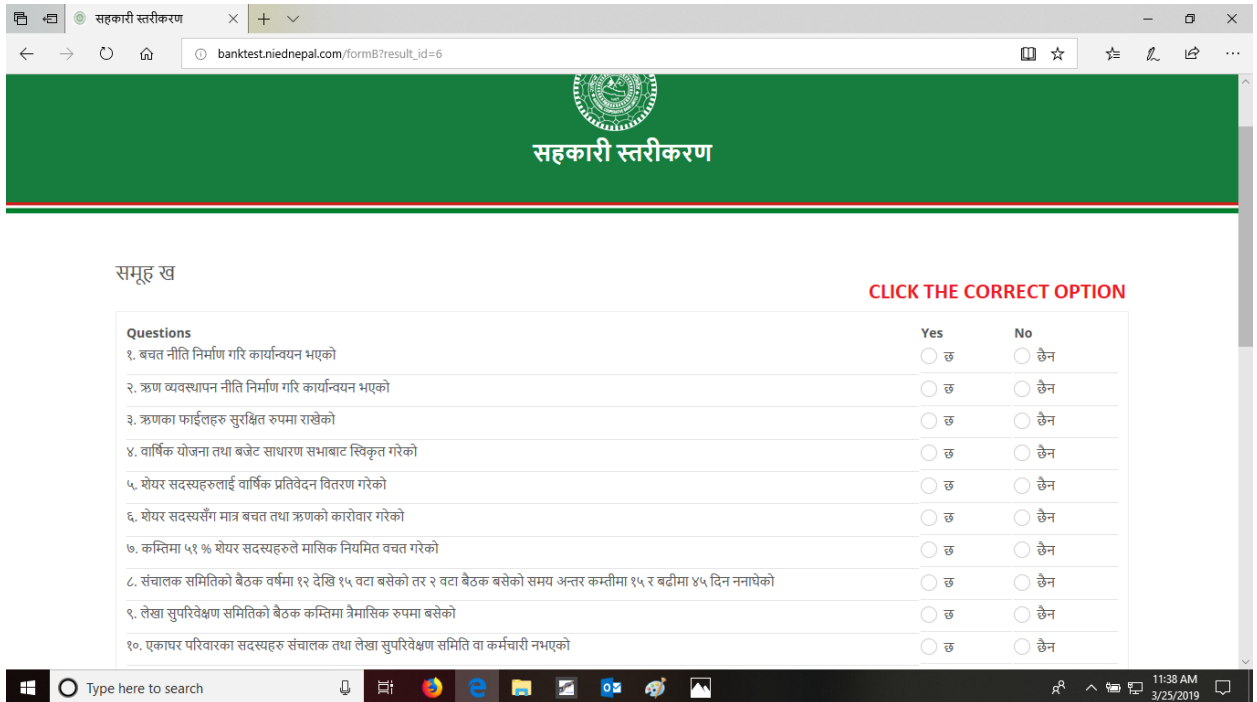 सहकारी स्तरीकरण
banktest.niednepal.com/formB?result_id=6
सहकारी स्तरीकरण
समूह ख
CLICK THE CORRECT OPTION
Questions Yes No
१. बचत नीति निर्माण गरि कार्यान्वयन भएको छ छैन
२. ऋण व्यवस्थापन नीति निर्माण गरि कार्यान्वयन भएको छ छैन
३. ऋणका फाईलहरु सुरक्षित रुपमा राखेको छ छैन
४. वार्षिक योजना तथा बजेट साधारण सभाबाट स्विकृत गरेको छ छैन
५. शेयर सदस्यहरुलाई वार्षिक प्रतिवेदन वितरण गरेको छ छैन
६. शेयर सदस्यसँग मात्र बचत तथा ऋणको कारोवार गरेको छ छैन
७. कम्तिमा ५१ % शेयर सदस्यहरुले मासिक नियमित वचत गरेको छ छैन
८. संचालक समितिको बैठक वर्षमा १२ देखि १५ वटा बसेको तर २ वटा बैठक बसेको समय अन्तर कम्तीमा १५ र बढीमा ४५ दिन ननाघेको छ छैन
९. लेखा सुपरिवेक्षण समितिको बैठक कम्तिमा त्रैमासिक रुपमा बसेको छ छैन
१०. एकाघर परिवारका सदस्यहरु संचालक तथा लेखा सुपरिवेक्षण समिति वा कर्मचारी नभएको छ छैन
Type here to search
11:38 AM
3/25/2019